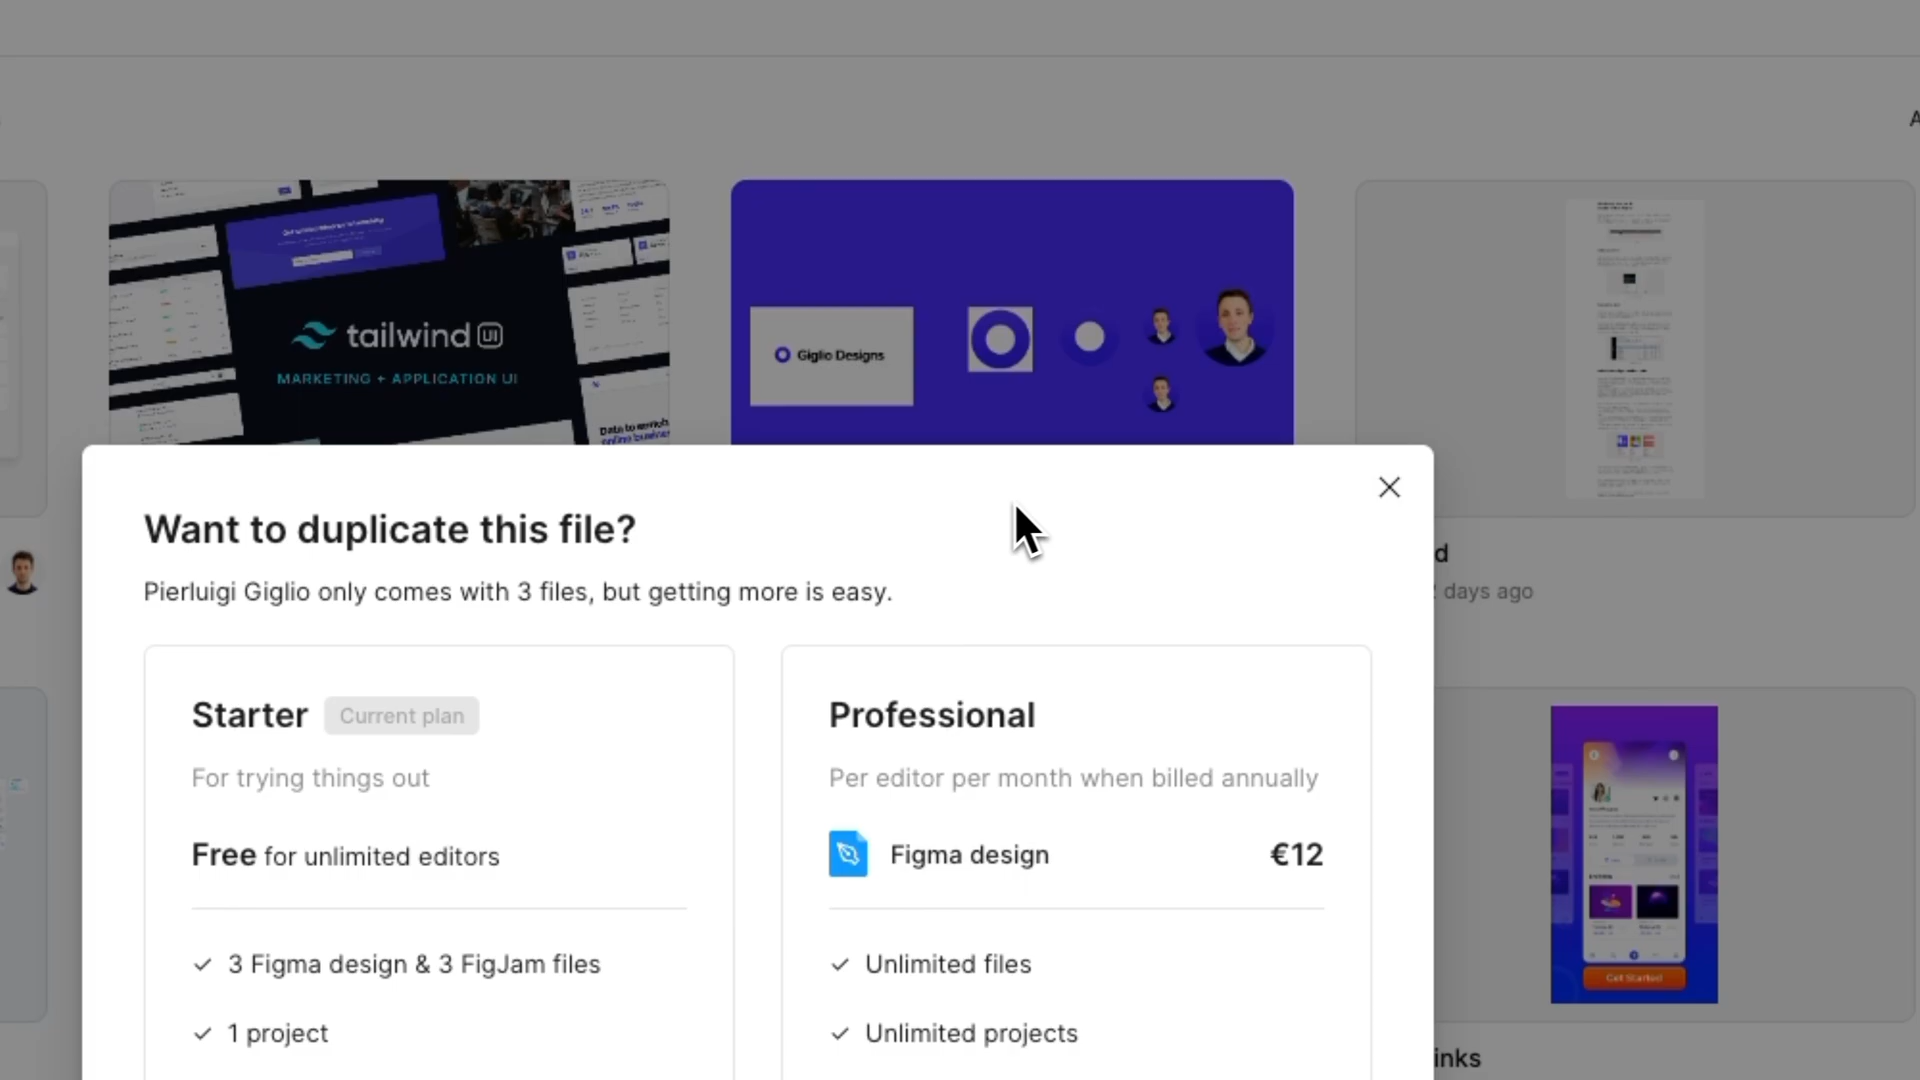 tailwind UI
MARKETING + APPLICATION UI
Giglio Designs
Want to duplicate this file?
Pierluigi Giglio only comes with 3 files, but getting more is easy.
d
days ago
Starter
Current plan
For trying things out
Free for unlimited editors
3 Figma design & 3 FigJam files
1 project
Professional
Per editor per month when billed annually
Figma design
€12
Unlimited files
Unlimited projects
Get Started
inks